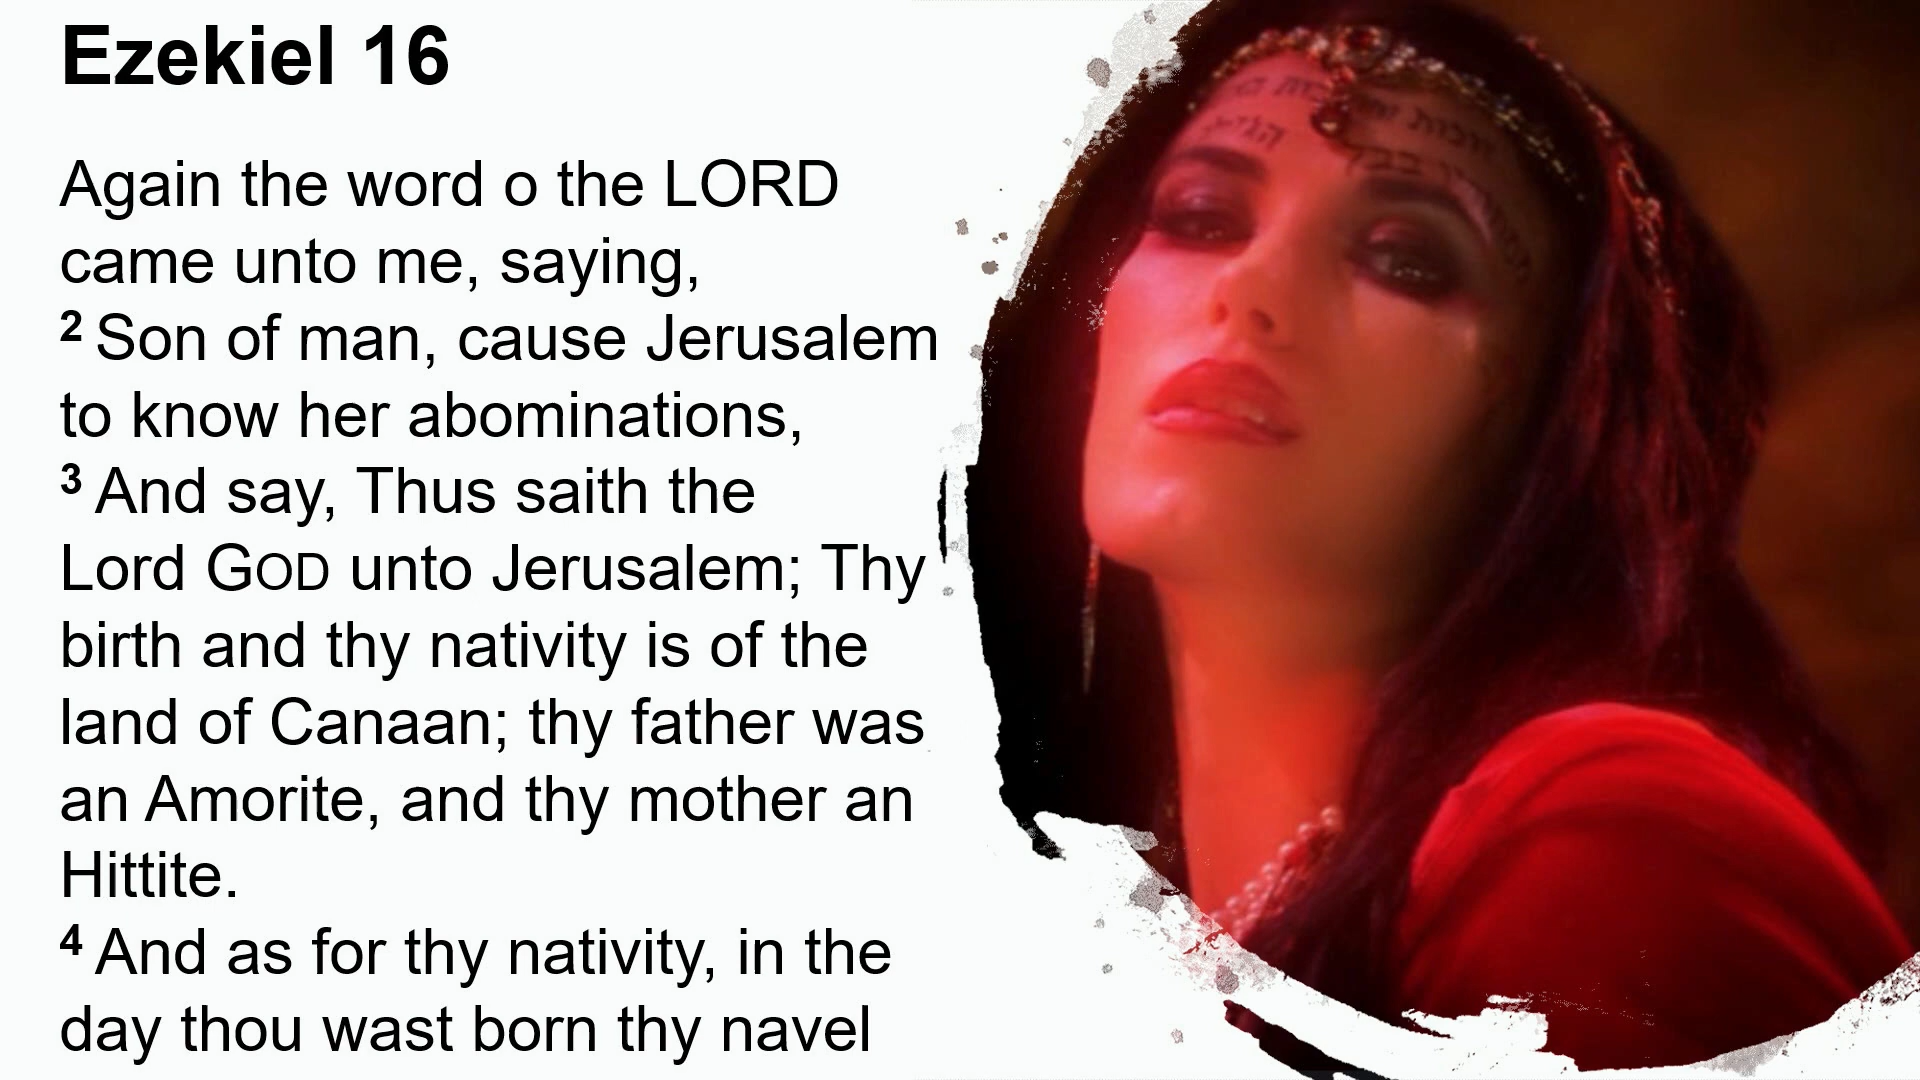 Ezekiel 16
Again the word o the LORD
came unto me, saying,
2 Son of man, cause Jerusalem
to know her abominations,
3 And say, Thus saith the
Lord GOD unto Jerusalem; Thy
birth and thy nativity is of the
land of Canaan; thy father was
an Amorite, and thy mother an
Hittite.
4 And as for thy nativity, in the
day thou wast born thy navel